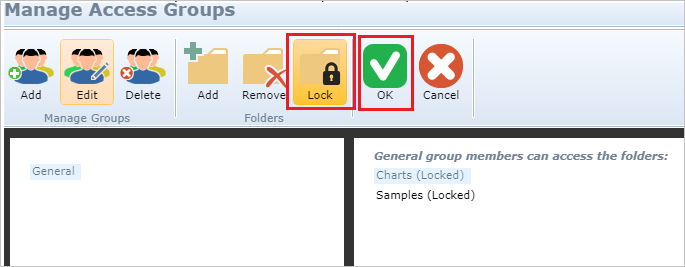 Manage Access Groups
Add Edit Delete Add Remove Lock OK Cancel
Manage Groups Folders
General
General group members can access the folders:
Charts (Locked)
Samples (Locked)